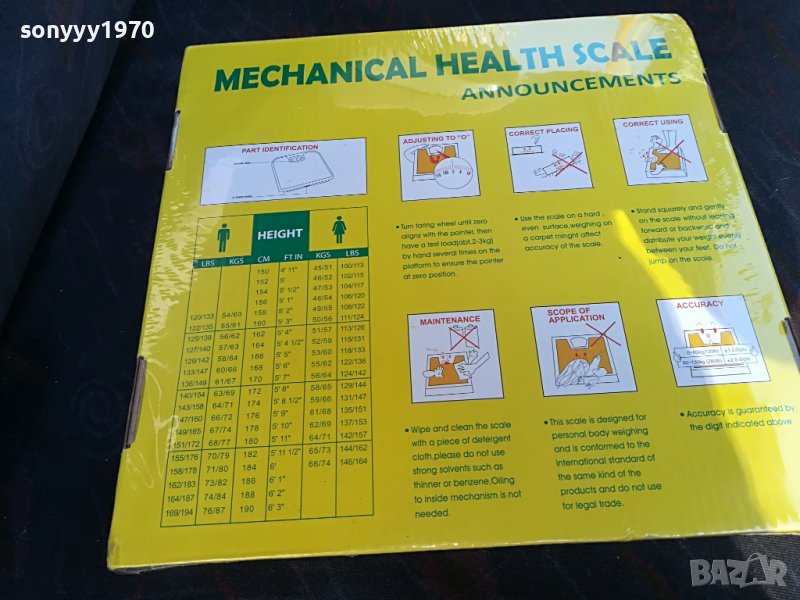 sonyyy1970
MECHANICAL HEALTH SCALE
ANNOUNCEMENTS
PART IDENTIFICATION
ADJUSTING TO "O"
CORRECT PLACING
CORRECT USING
• Turn taring wheel until zero
aligns with the pointer, then
have a test load(abt.2-3kg)
by hand several times on the
platform to ensure the pointer
at zero position.
• Use the scale on a hard ,
even surface,weighing on
a carpet minght affect
accuracy of the scale.
• Stand squarely and gently
on the scale without leaning
forward or backword and
distribute your weight evenly
between your feet. Do not
jump on the scale.
HEIGHT
LBS KGS CM FT IN KGS LBS
150 4' 11" 45/51 100/113
152 5' 46/52 102/115
154 5' 1/2" 47/53 104/117
156 5' 1" 48/54 106/120
120/133 54/60 158 5' 2" 49/55 108/122
122/135 55/61 160 5' 3" 50/56 111/124
125/138 56/62 162 5' 4" 51/57 113/126
127/140 57/63 164 5' 4 1/2" 52/59 115/131
129/142 58/64 166 5' 5" 53/60 118/133
133/147 60/66 168 5' 6" 55/62 122/138
136/149 61/67 170 5' 7" 56/64 124/142
140/154 63/69 172 5' 8" 58/65 129/144
143/158 64/71 174 5' 8 1/2" 59/66 131/147
147/160 66/72 176 5' 9" 61/68 135/151
149/165 67/74 178 5' 10" 62/69 137/153
151/172 68/77 180 5' 11" 64/71 142/157
155/176 70/79 182 5' 11 1/2" 65/73 144/162
158/178 71/80 184 6' 66/74 146/164
162/183 73/82 186 6' 1"
164/187 74/84 188 6' 2"
169/194 76/87 190 6' 3"
MAINTENANCE
SCOPE OF
APPLICATION
ACCURACY
• Wipe and clean the scale
with a piece of detergent
cloth,please do not use
strong solvents such as
thinner or benzene.Oiling
to inside mechanism is not
needed.
• This scale is designed for
personal body weighing
and is conformed to the
international standard of
the same kind of the
products and do not use
for legal trade.
• Accuracy is guaranteed by
the digit indicated above.
BAZAR